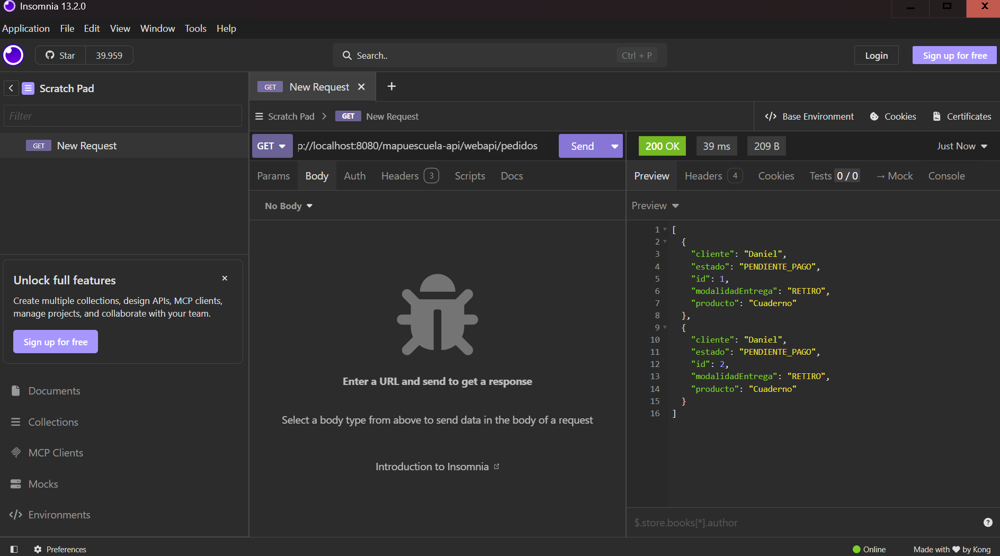 Insomnia 13.2.0
Application File Edit View Window Tools Help
Star 39.959
Search.. Ctrl + P
Login Sign up for free
Scratch Pad
Filter
GET New Request
Unlock full features
Create multiple collections, design APIs, MCP clients,
manage projects, and collaborate with your team.
Sign up for free
Documents
Collections
MCP Clients
Mocks
Environments
GET New Request
Scratch Pad GET New Request
Base Environment Cookies Certificates
GET p://localhost:8080/mapuescuela-api/webapi/pedidos Send
Params Body Auth Headers 3 Scripts Docs
No Body
Enter a URL and send to get a response
Select a body type from above to send data in the body of a request
Introduction to Insomnia
200 OK 39 ms 209 B Just Now
Preview Headers 4 Cookies Tests 0 / 0 → Mock Console
Preview
1 [
2 {
3 "cliente": "Daniel",
4 "estado": "PENDIENTE_PAGO",
5 "id": 1,
6 "modalidadEntrega": "RETIRO",
7 "producto": "Cuaderno"
8 },
9 {
10 "cliente": "Daniel",
11 "estado": "PENDIENTE_PAGO",
12 "id": 2,
13 "modalidadEntrega": "RETIRO",
14 "producto": "Cuaderno"
15 }
16 ]
$.store.books[*].author
Preferences
Online Made with ♥ by Kong